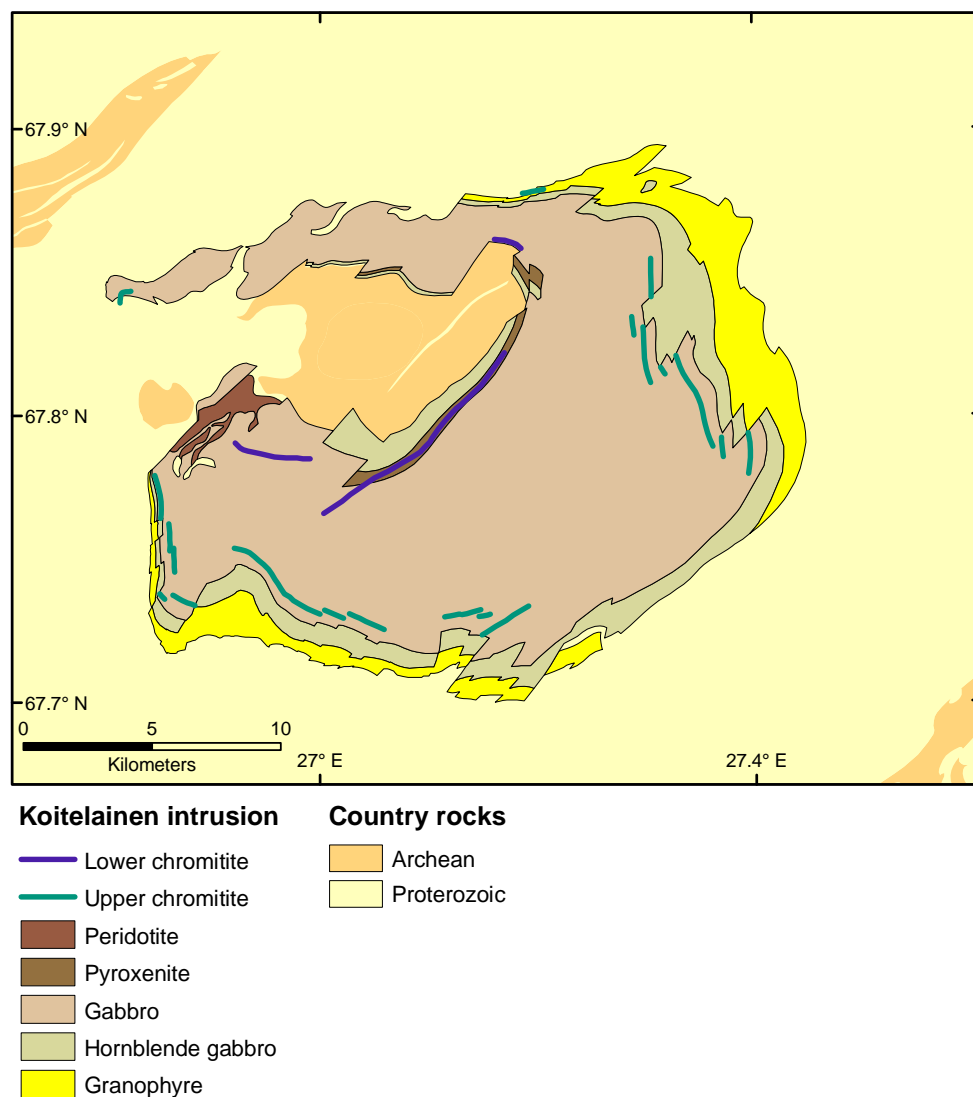 67.9° N
67.8° N
67.7° N
0 5 10
Kilometers
27° E 27.4° E
Koitelainen intrusion
Lower chromitite
Upper chromitite
Peridotite
Pyroxenite
Gabbro
Hornblende gabbro
Granophyre
Country rocks
Archean
Proterozoic